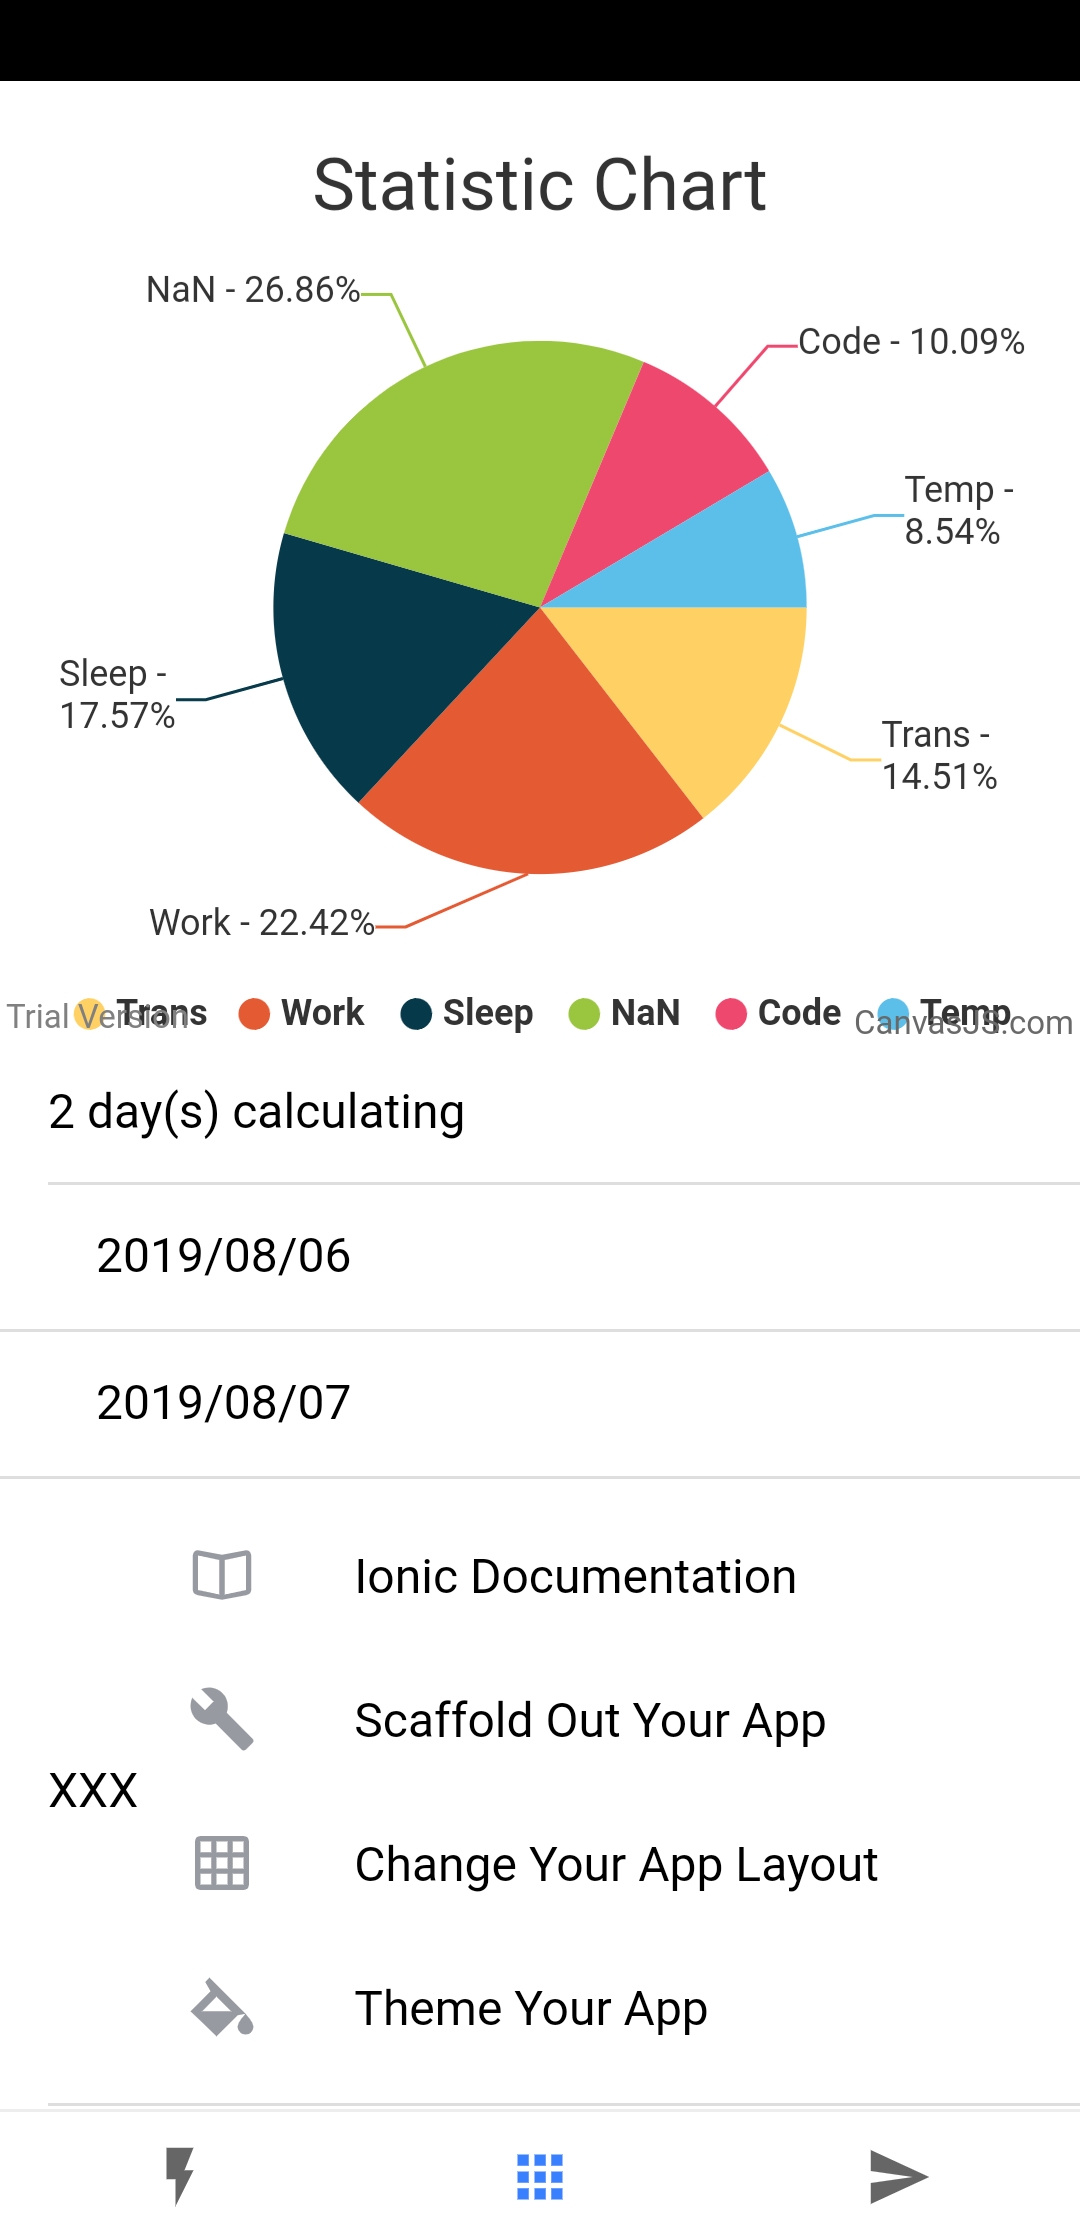 Statistic Chart
NaN - 26.86%
Code - 10.09%
Temp -
8.54%
Sleep -
17.57%
Trans -
14.51%
Work - 22.42%
Trans Work Sleep NaN Code Temp
Trial Version CanvasJS.com
2 day(s) calculating
2019/08/06
2019/08/07
Ionic Documentation
Scaffold Out Your App
XXX
Change Your App Layout
Theme Your App